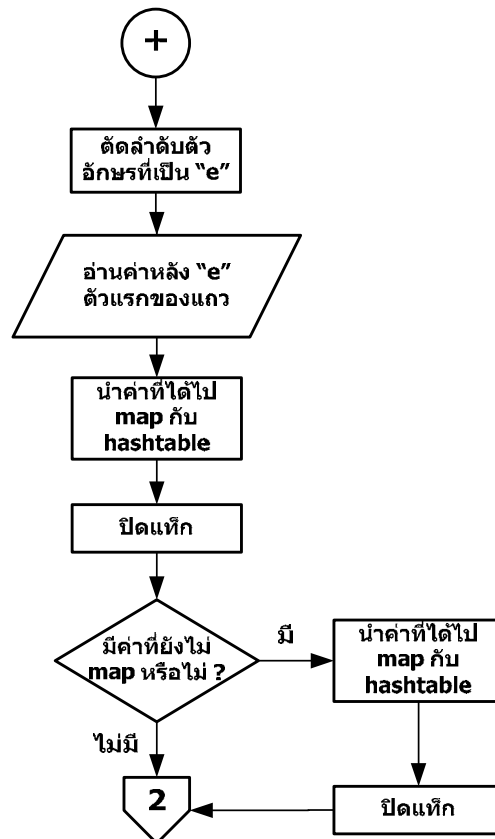 +
ตัดลำดับตัว
อักษรที่เป็น “e”
อ่านค่าหลัง “e”
ตัวแรกของแถว
นำค่าที่ได้ไป
map กับ
hashtable
ปิดแท็ก
มีค่าที่ยังไม่
map หรือไม่ ?
มี
นำค่าที่ได้ไป
map กับ
hashtable
ไม่มี
2
ปิดแท็ก